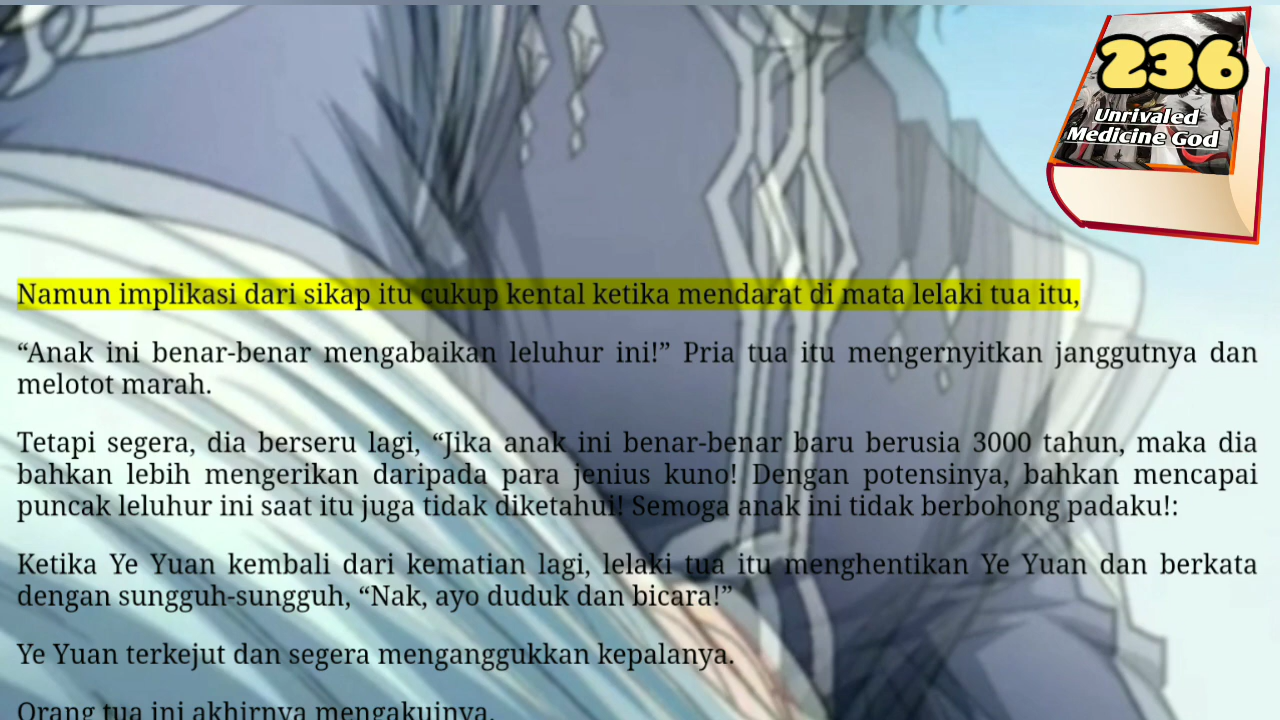 236
Unrivaled
Medicine God
Namun implikasi dari sikap itu cukup kental ketika mendarat di mata lelaki tua itu,
“Anak ini benar-benar mengabaikan leluhur ini!” Pria tua itu mengernyitkan janggutnya dan
melotot marah.
Tetapi segera, dia berseru lagi, “Jika anak ini benar-benar baru berusia 3000 tahun, maka dia
bahkan lebih mengerikan daripada para jenius kuno! Dengan potensinya, bahkan mencapai
puncak leluhur ini saat itu juga tidak diketahui! Semoga anak ini tidak berbohong padaku!:
Ketika Ye Yuan kembali dari kematian lagi, lelaki tua itu menghentikan Ye Yuan dan berkata
dengan sungguh-sungguh, “Nak, ayo duduk dan bicara!”
Ye Yuan terkejut dan segera menganggukkan kepalanya.
Orang tua ini akhirnya mengakuinya.